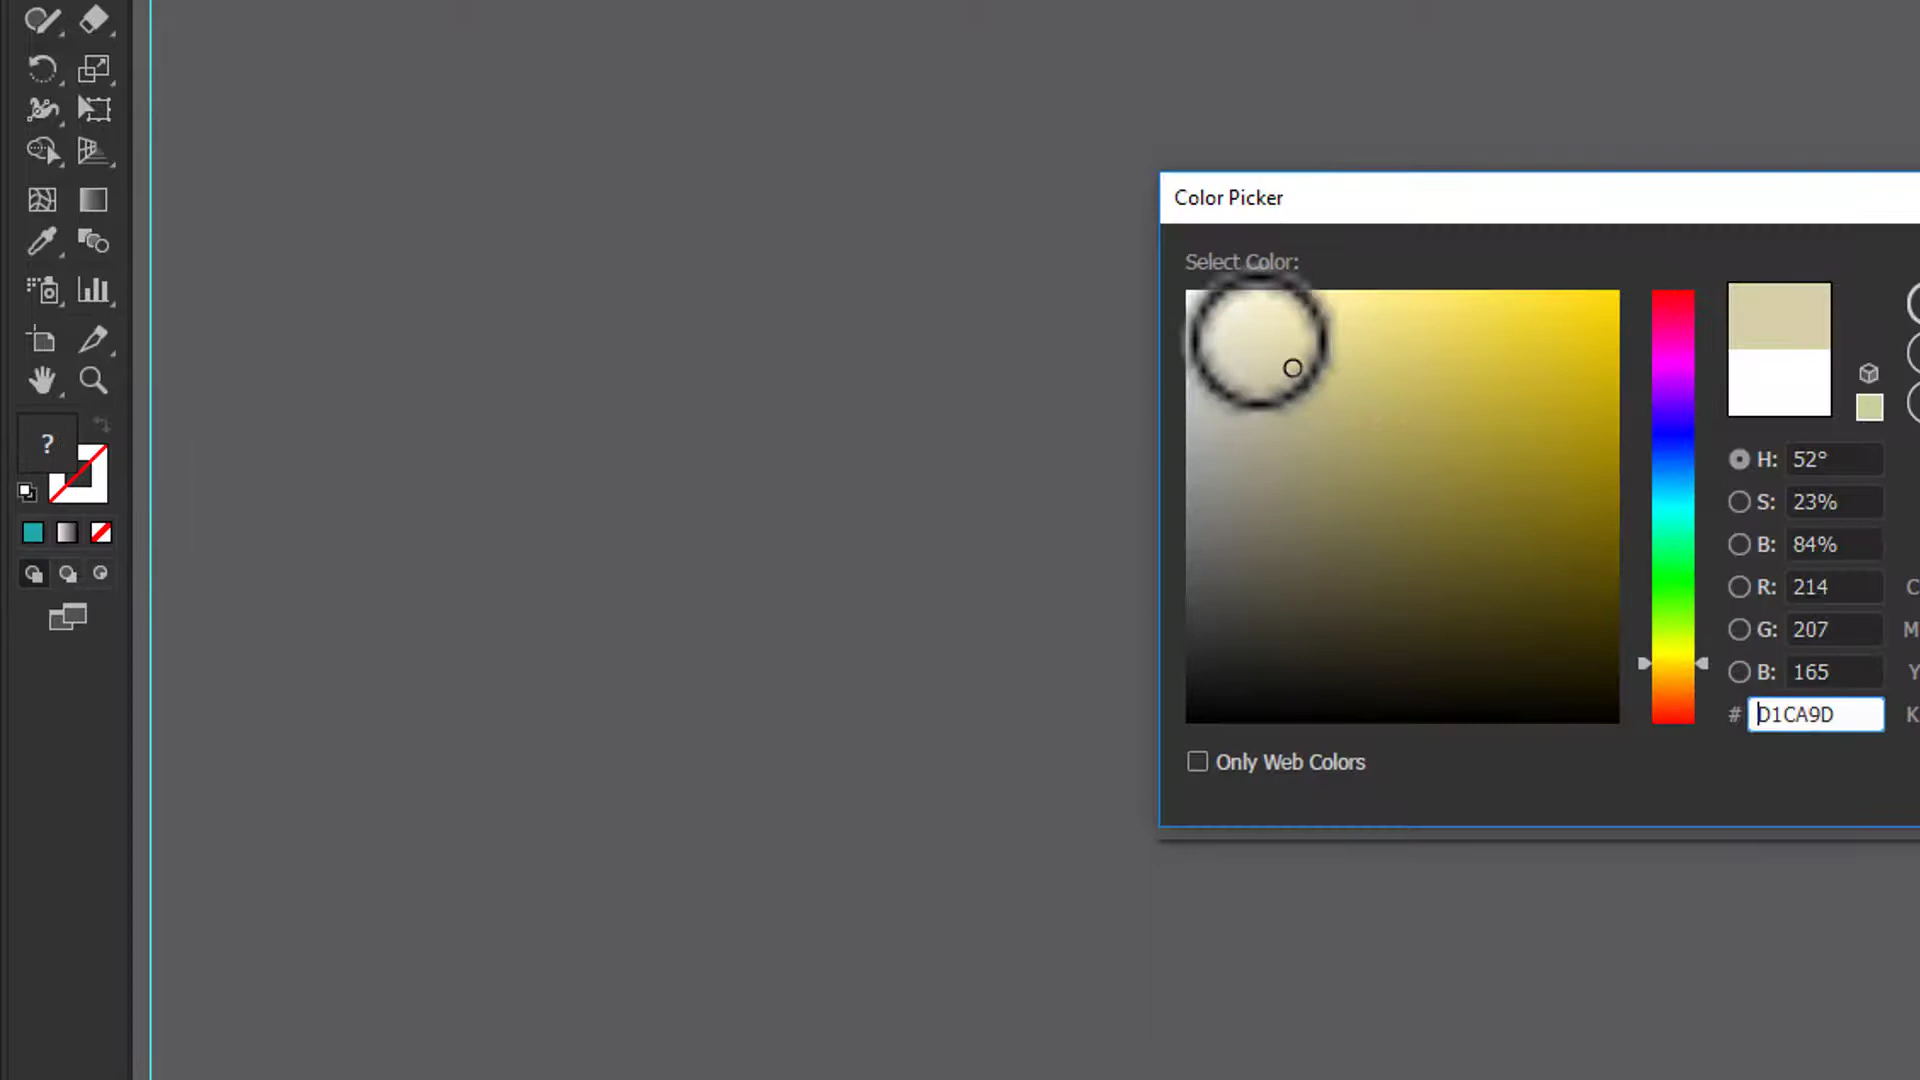 Color Picker
Select Color:
?
H: 52°
S: 23%
B: 84%
R: 214
C
G: 207
M
B: 165
Y
# D1CA9D
K
Only Web Colors